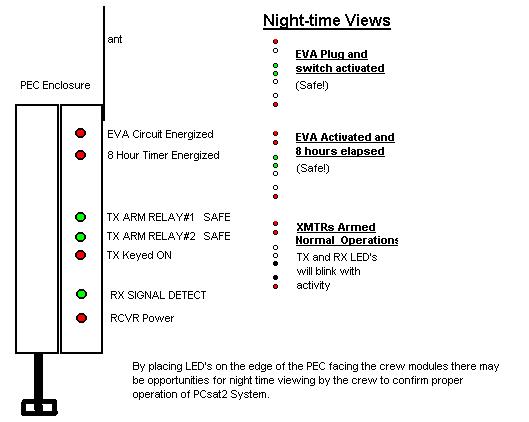 Night-time Views
ant
EVA Plug and
switch activated
(Safe!)
PEC Enclosure
EVA Circuit Energized
8 Hour Timer Energized
EVA Activated and
8 hours elapsed
(Safe!)
TX ARM RELAY#1 SAFE
TX ARM RELAY#2 SAFE
TX Keyed ON
XMTRs Armed
Normal Operations
TX and RX LED's
will blink with
activity
RX SIGNAL DETECT
RCVR Power
By placing LED's on the edge of the PEC facing the crew modules there may
be opportunities for night time viewing by the crew to confirm proper
operation of PCsat2 System.